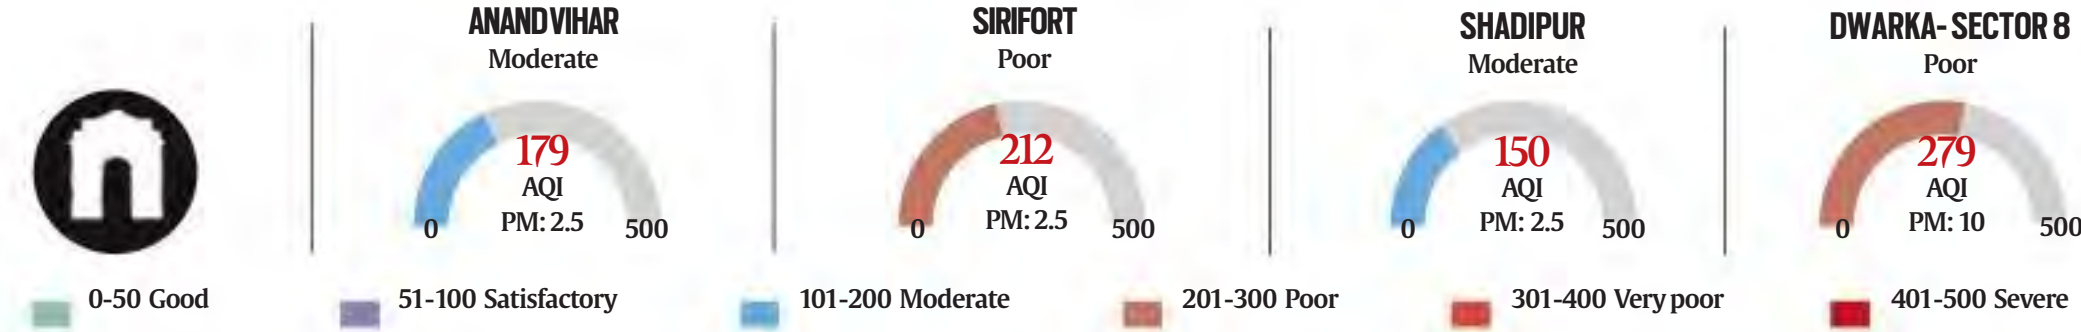 ANAND VIHAR
Moderate
179
AQI
PM: 2.5
0 500
SIRIFORT
Poor
212
AQI
PM: 2.5
0 500
SHADIPUR
Moderate
150
AQI
PM: 2.5
0 500
DWARKA- SECTOR 8
Poor
279
AQI
PM: 10
0 500
0-50 Good
51-100 Satisfactory
101-200 Moderate
201-300 Poor
301-400 Very poor
401-500 Severe